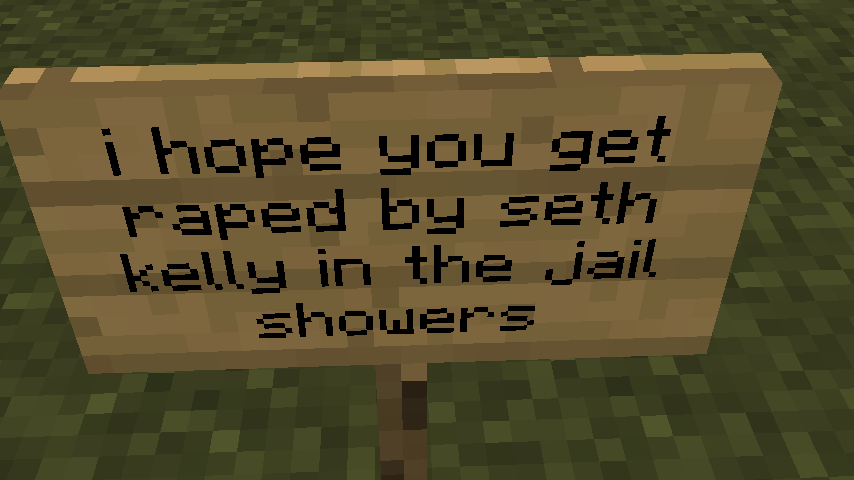 i hope you get
raped by seth
kelly in the jail
showers